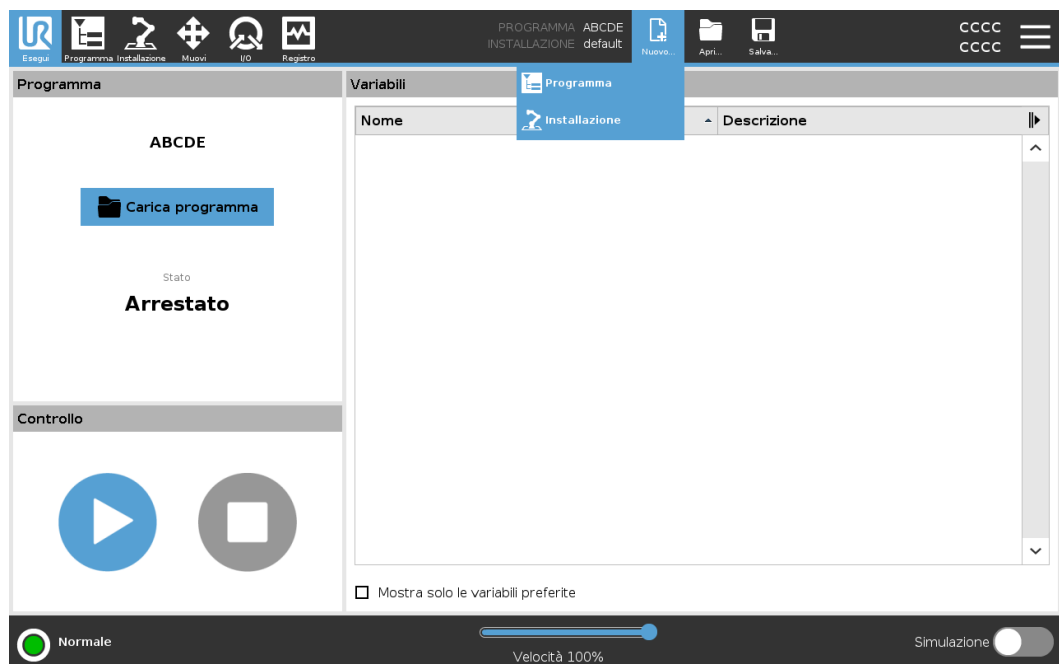 PROGRAMMA ABCDE
INSTALLAZIONE default
CCCC
CCCC
Esegui
Programma
Installazione
Muovi
I/O
Registro
Nuovo...
Apri...
Salva...
Programma
Installazione
Programma
ABCDE
Carica programma
Stato
Arrestato
Controllo
Variabili
Nome
Descrizione
Mostra solo le variabili preferite
Normale
Velocità 100%
Simulazione